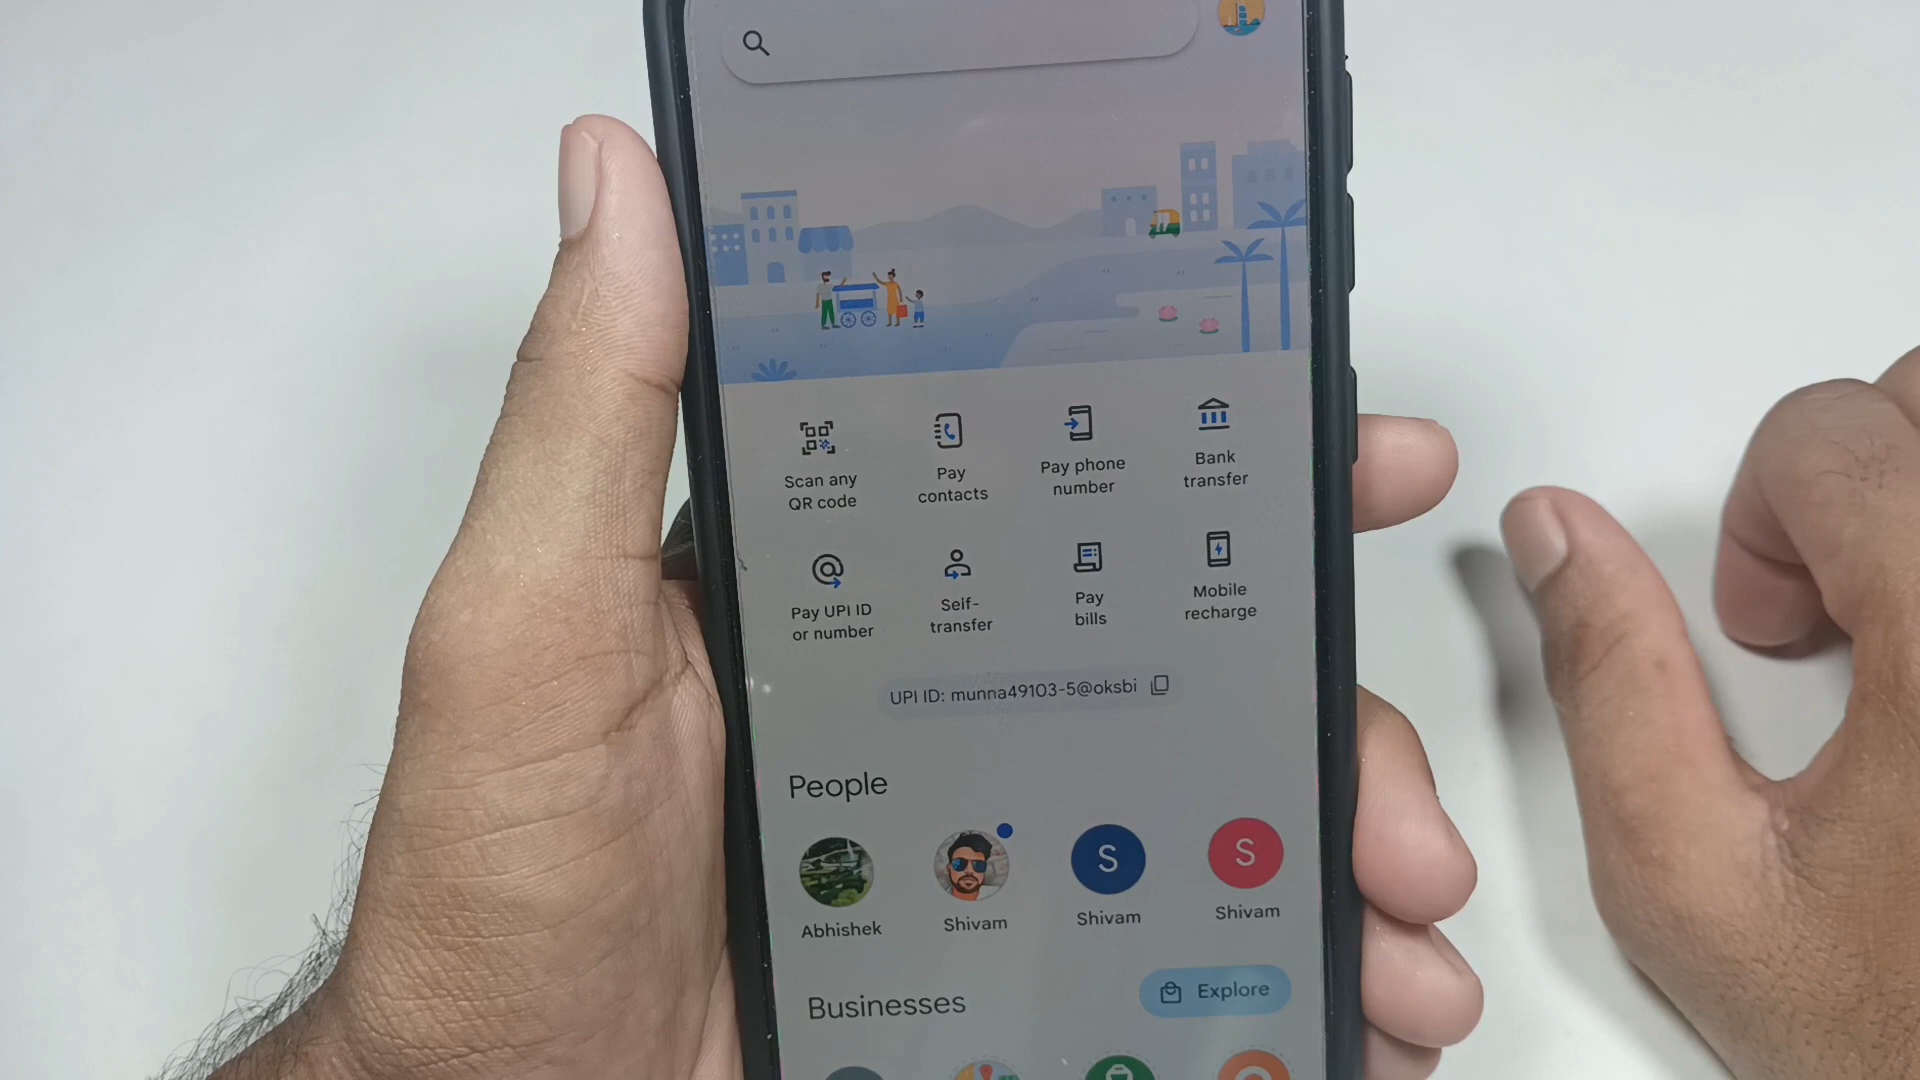 Scan any
QR code
Pay
contacts
Pay phone
number
Bank
transfer
Pay UPI ID
or number
Self-
transfer
Pay
bills
Mobile
recharge
UPI ID: munna49103-5@oksbi
People
S
S
Abhishek
Shivam
Shivam
Shivam
Businesses
Explore